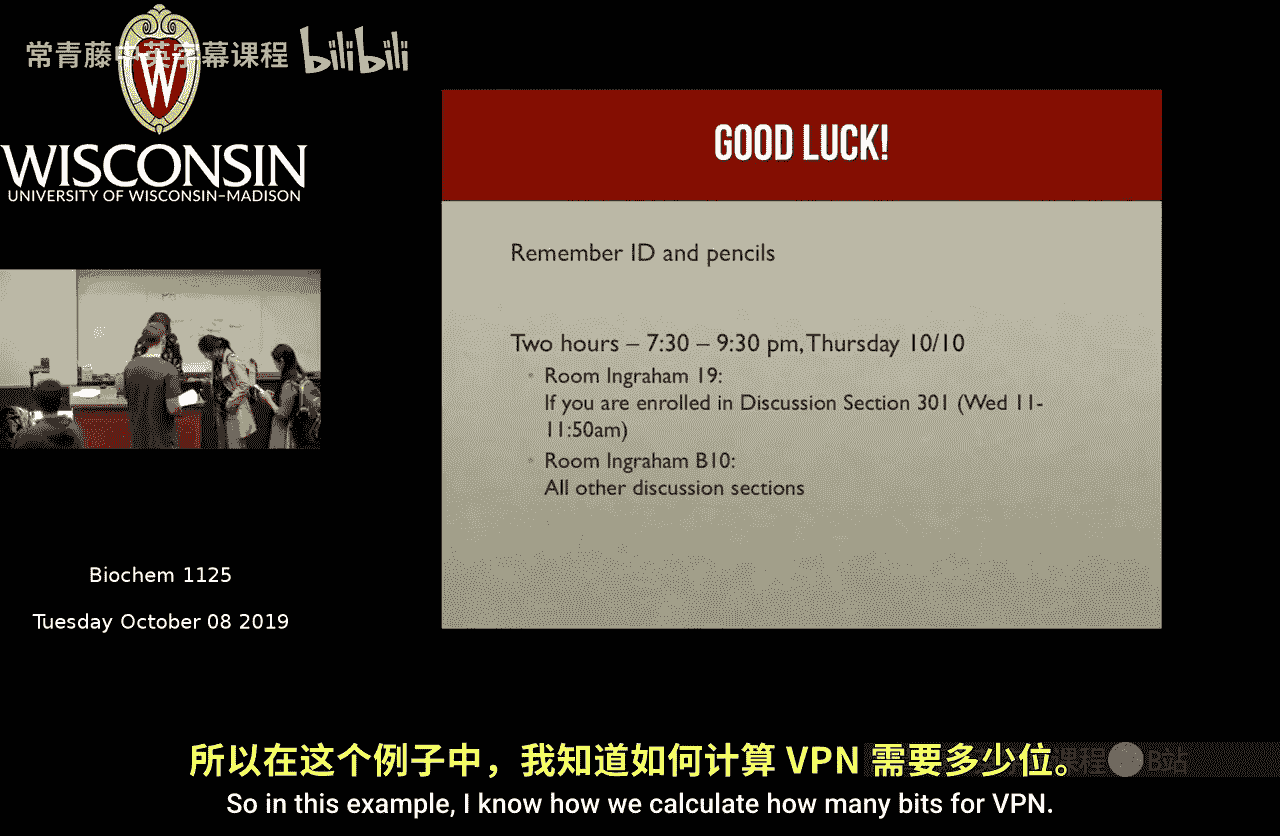 常青藤中英字幕课程 bilibili
W
WISCONSIN
UNIVERSITY OF WISCONSIN-MADISON
GOOD LUCK!
Remember ID and pencils
Two hours – 7:30 – 9:30 pm, Thursday 10/10
Room Ingraham 19:
If you are enrolled in Discussion Section 301 (Wed 11-
11:50am)
Room Ingraham B10:
All other discussion sections
Biochem 1125
Tuesday October 08 2019
所以在这个例子中，我知道如何计算 VPN 需要多少位。
课程 B站
So in this example, I know how we calculate how many bits for VPN.